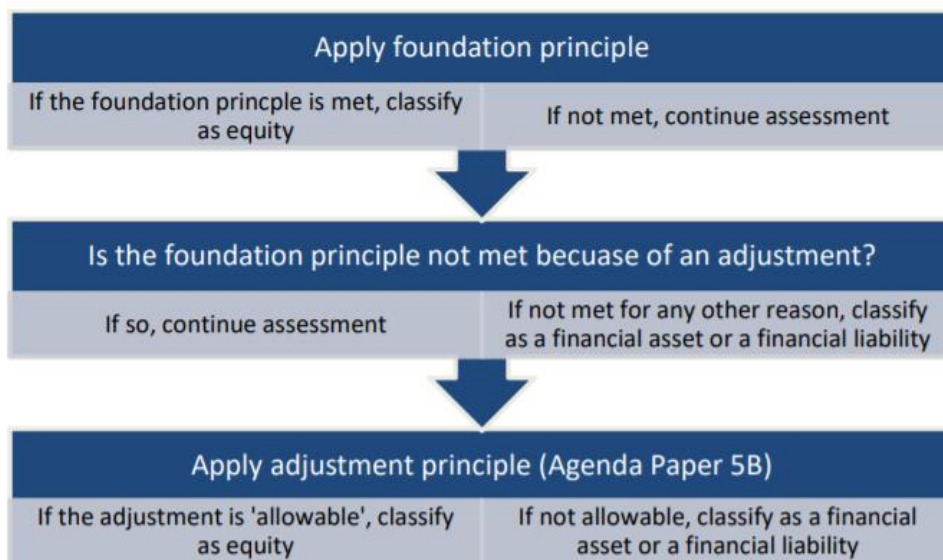 Apply foundation principle
If the foundation princple is met, classify
as equity
If not met, continue assessment
Is the foundation principle not met becuase of an adjustment?
If so, continue assessment
If not met for any other reason, classify
as a financial asset or a financial liability
Apply adjustment principle (Agenda Paper 5B)
If the adjustment is 'allowable', classify
as equity
If not allowable, classify as a financial
asset or a financial liability